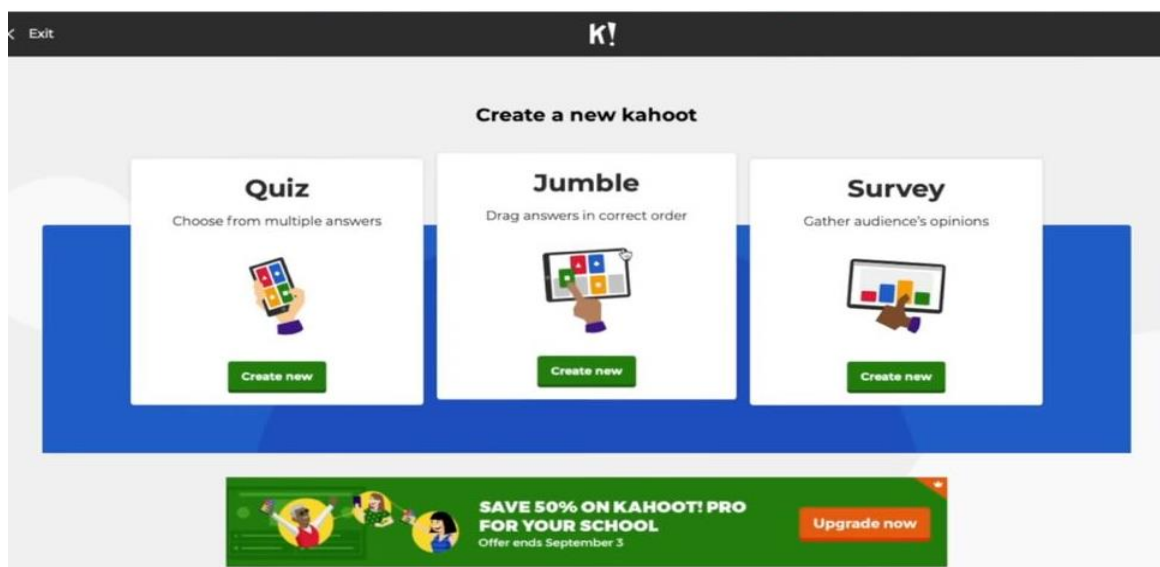 Exit
K!
Create a new kahoot
Quiz
Choose from multiple answers
Create new
Jumble
Drag answers in correct order
Create new
Survey
Gather audience's opinions
Create new
SAVE 50% ON KAHOOT! PRO
FOR YOUR SCHOOL
Offer ends September 3
Upgrade now